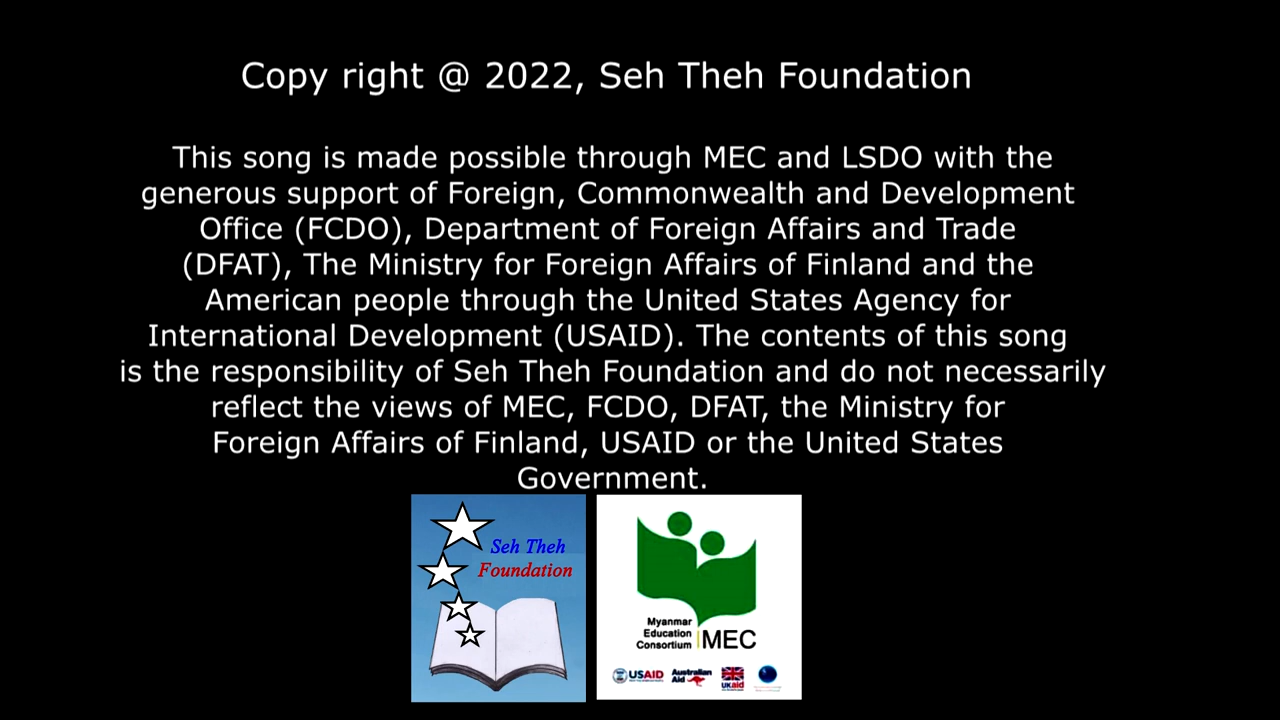 Copy right @ 2022, Seh Theh Foundation
This song is made possible through MEC and LSDO with the
generous support of Foreign, Commonwealth and Development
Office (FCDO), Department of Foreign Affairs and Trade
(DFAT), The Ministry for Foreign Affairs of Finland and the
American people through the United States Agency for
International Development (USAID). The contents of this song
is the responsibility of Seh Theh Foundation and do not necessarily
reflect the views of MEC, FCDO, DFAT, the Ministry for
Foreign Affairs of Finland, USAID or the United States
Government.
Seh Theh
Foundation
Myanmar
Education
Consortium
MEC
USAID
Australian
Aid
UKaid